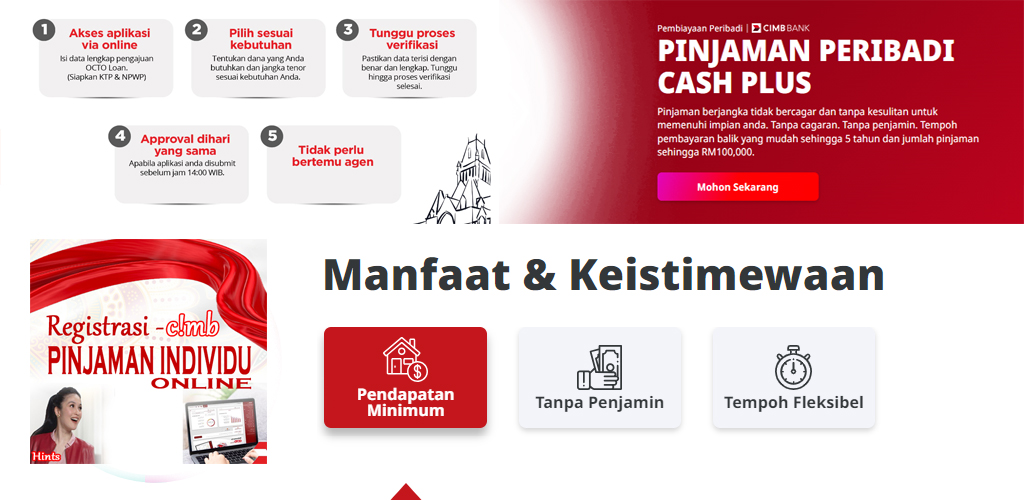 1
Akses aplikasi
via online
Isi data lengkap pengajuan
OCTO Loan.
(Siapkan KTP & NPWP)
2
Pilih sesuai
kebutuhan
Tentukan dana yang Anda
butuhkan dan jangka tenor
sesuai kebutuhan Anda.
3
Tunggu proses
verifikasi
Pastikan data terisi dengan
benar dan lengkap. Tunggu
hingga proses verifikasi
selesai.
4
Approval dihari
yang sama
Apabila aplikasi anda disubmit
sebelum jam 14:00 WIB.
5
Tidak perlu
bertemu agen
Pembiayaan Peribadi | CIMB BANK
PINJAMAN PERIBADI
CASH PLUS
Pinjaman berjangka tidak bercagar dan tanpa kesulitan untuk
memenuhi impian anda. Tanpa cagaran. Tanpa penjamin. Tempoh
pembayaran balik yang mudah sehingga 5 tahun dan jumlah pinjaman
sehingga RM100,000.
Mohon Sekarang
Registrasi -c!mb
PINJAMAN INDIVIDU
ONLINE
Hints
Manfaat & Keistimewaan
Pendapatan
Minimum
Tanpa Penjamin
Tempoh Fleksibel